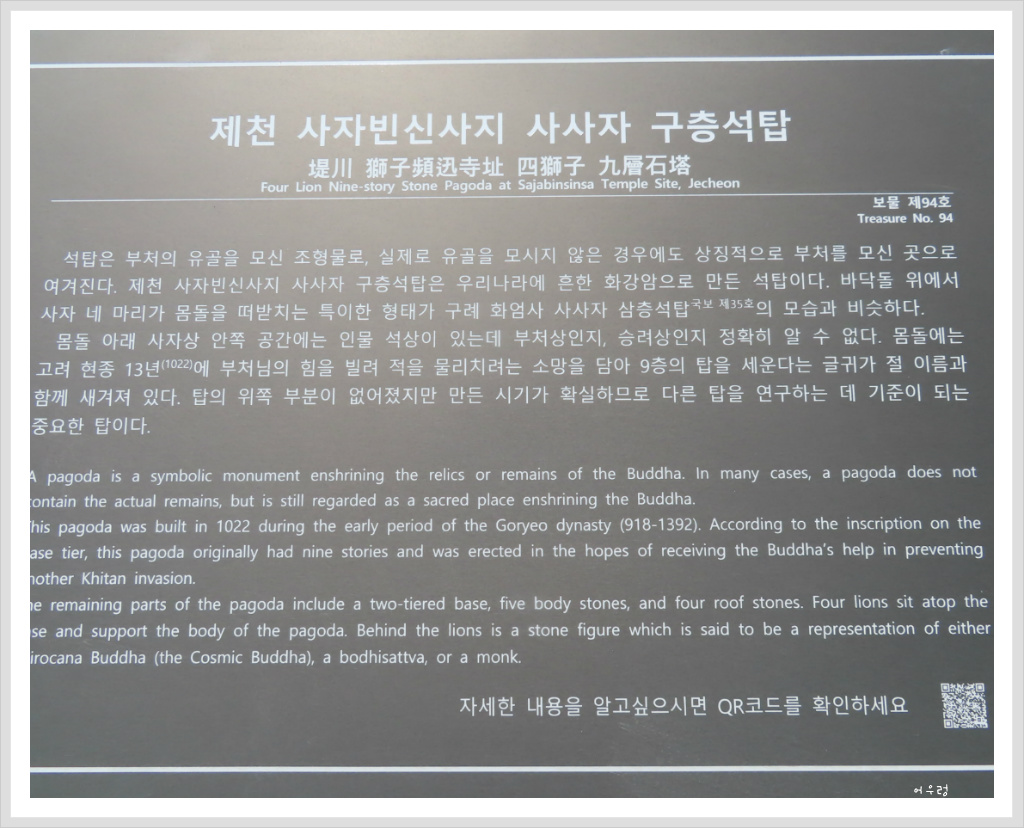 제천 사자빈신사지 사사자 구층석탑
堤川 獅子頻迅寺址 四獅子 九層石塔
Four Lion Nine-story Stone Pagoda at Sajabinsinsa Temple Site, Jecheon
보물 제94호
Treasure No. 94
석탑은 부처의 유골을 모신 조형물로, 실제로 유골을 모시지 않은 경우에도 상징적으로 부처를 모신 곳으로
여겨진다. 제천 사자빈신사지 사사자 구층석탑은 우리나라에 흔한 화강암으로 만든 석탑이다. 바닥돌 위에서
사자 네 마리가 몸돌을 떠받치는 특이한 형태가 구례 화엄사 사사자 삼층석탑국보 제35호의 모습과 비슷하다.
몸돌 아래 사자상 안쪽 공간에는 인물 석상이 있는데 부처상인지, 승려상인지 정확히 알 수 없다. 몸돌에는
고려 현종 13년(1022)에 부처님의 힘을 빌려 적을 물리치려는 소망을 담아 9층의 탑을 세운다는 글귀가 절 이름과
함께 새겨져 있다. 탑의 위쪽 부분이 없어졌지만 만든 시기가 확실하므로 다른 탑을 연구하는 데 기준이 되는
중요한 탑이다.
A pagoda is a symbolic monument enshrining the relics or remains of the Buddha. In many cases, a pagoda does not
ontain the actual remains, but is still regarded as a sacred place enshrining the Buddha.
his pagoda was built in 1022 during the early period of the Goryeo dynasty (918-1392). According to the inscription on the
ase tier, this pagoda originally had nine stories and was erected in the hopes of receiving the Buddha's help in preventing
nother Khitan invasion.
he remaining parts of the pagoda include a two-tiered base, five body stones, and four roof stones. Four lions sit atop the
se and support the body of the pagoda. Behind the lions is a stone figure which is said to be a representation of either
irocana Buddha (the Cosmic Buddha), a bodhisattva, or a monk.
자세한 내용을 알고싶으시면 QR코드를 확인하세요
어우렁